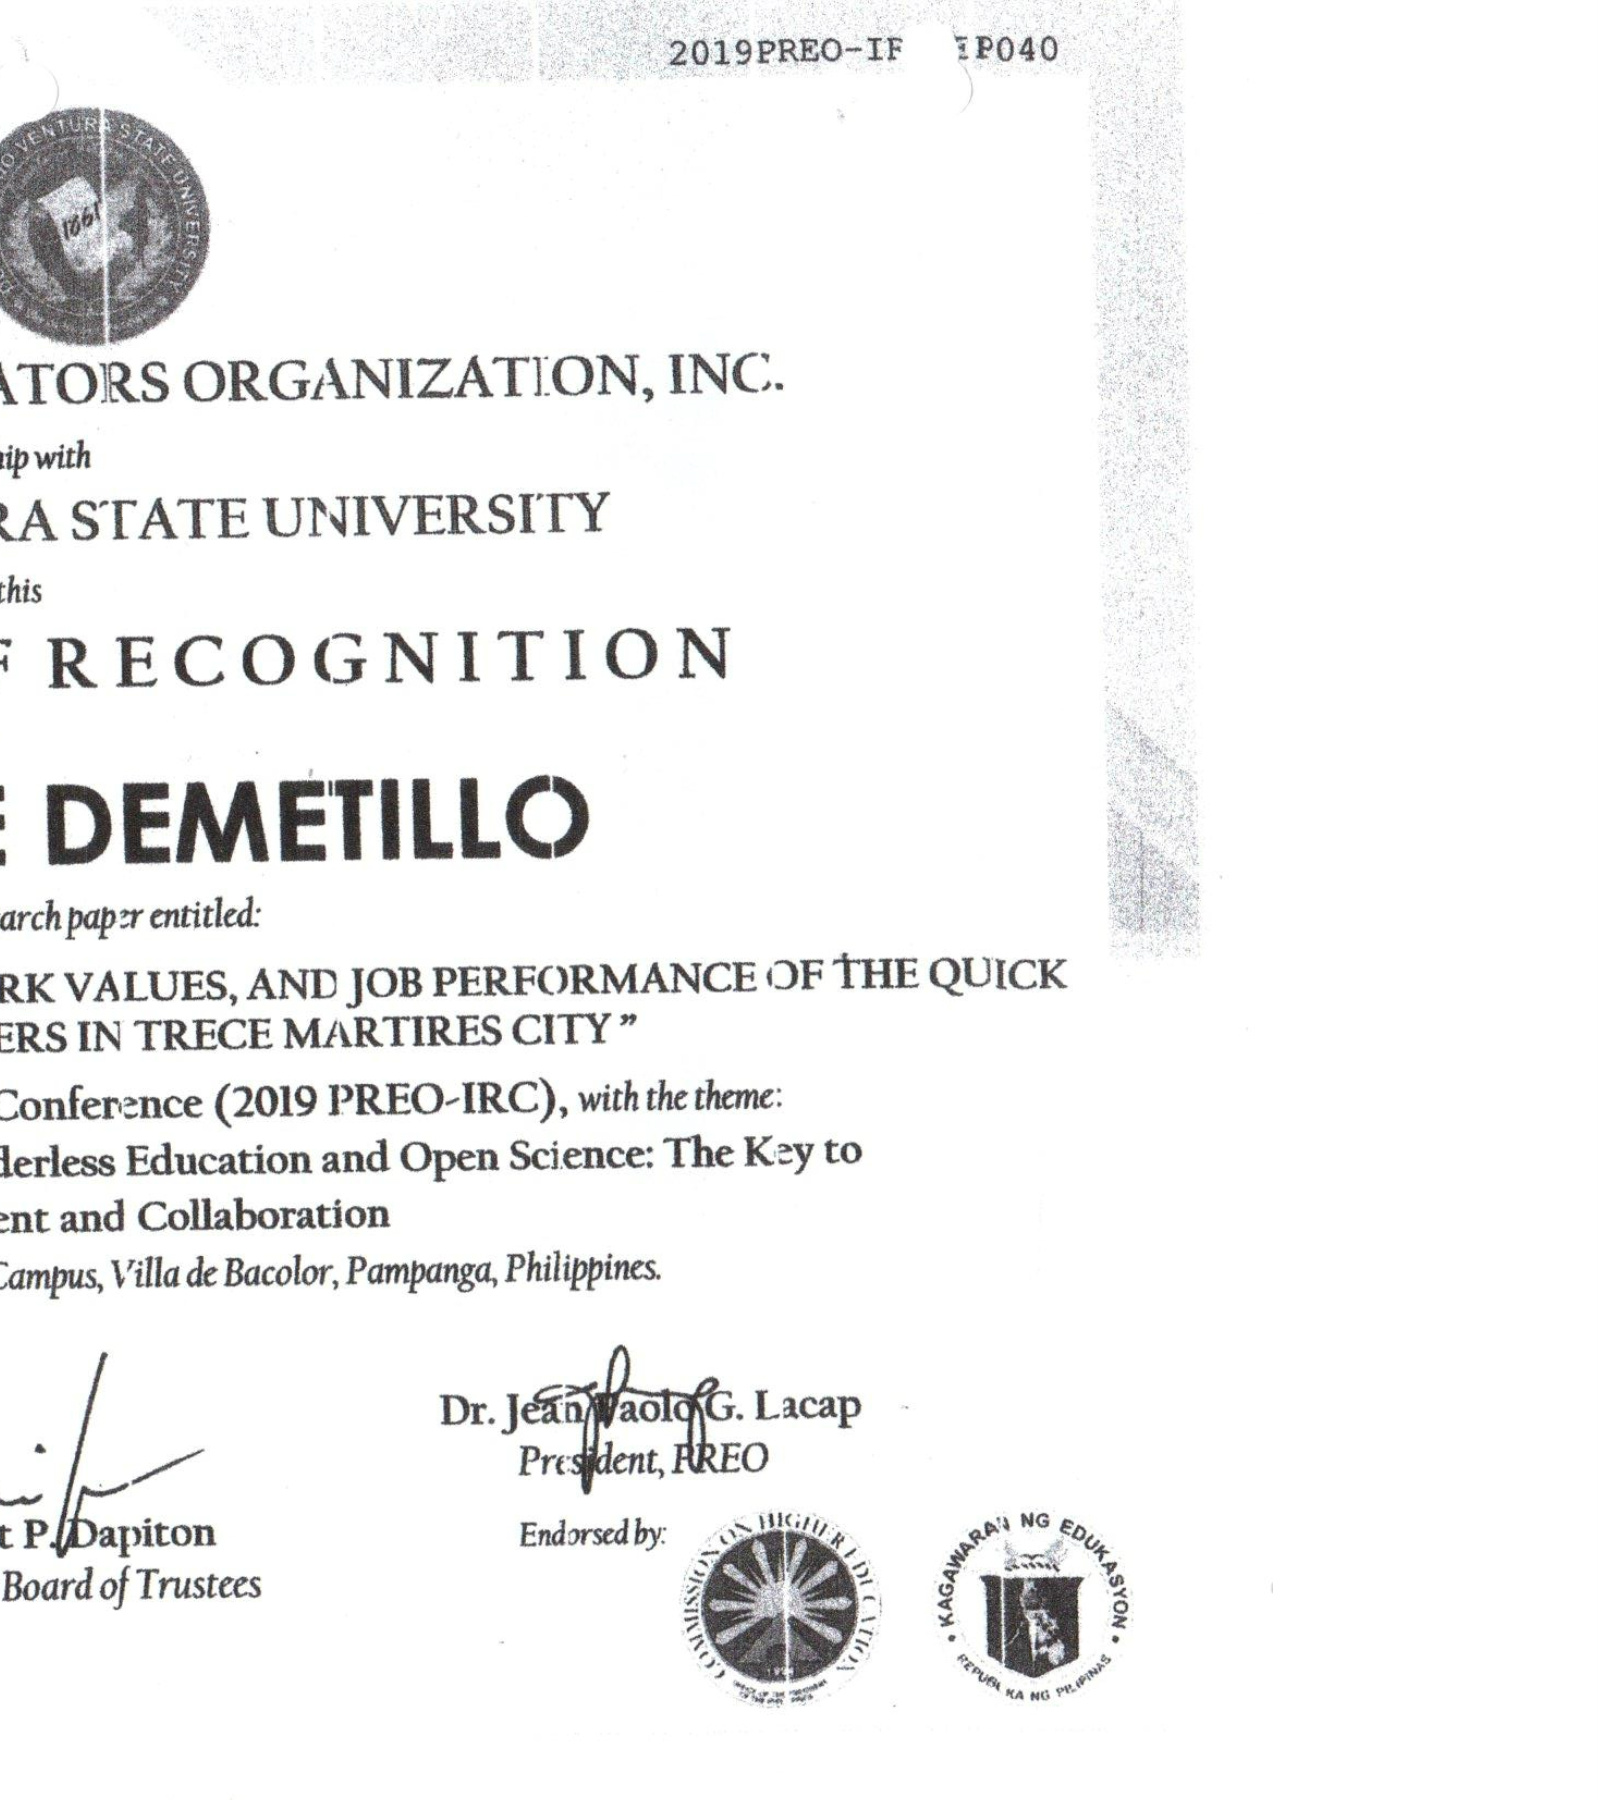 2019PREO-IF P040
VENTURA STATE UNIVERSITY
1861
ATORS ORGANIZATION, INC.
ip with
RA STATE UNIVERSITY
this
F RECOGNITION
E DEMETILLO
arch paper entitled:
RK VALUES, AND JOB PERFORMANCE OF THE QUICK
ERS IN TRECE MARTIRES CITY ”
Conference (2019 PREO-IRC), with the theme:
derless Education and Open Science: The Key to
ent and Collaboration
Campus, Villa de Bacolor, Pampanga, Philippines.
Dr. Jean Paolo G. Lacap
President, PREO
t P. Dapiton
Board of Trustees
Endorsed by:
COMMISSION ON HIGHER EDUCATION
KAGAWARAN NG EDUKASYON
REPUBLIKA NG PILIPINAS